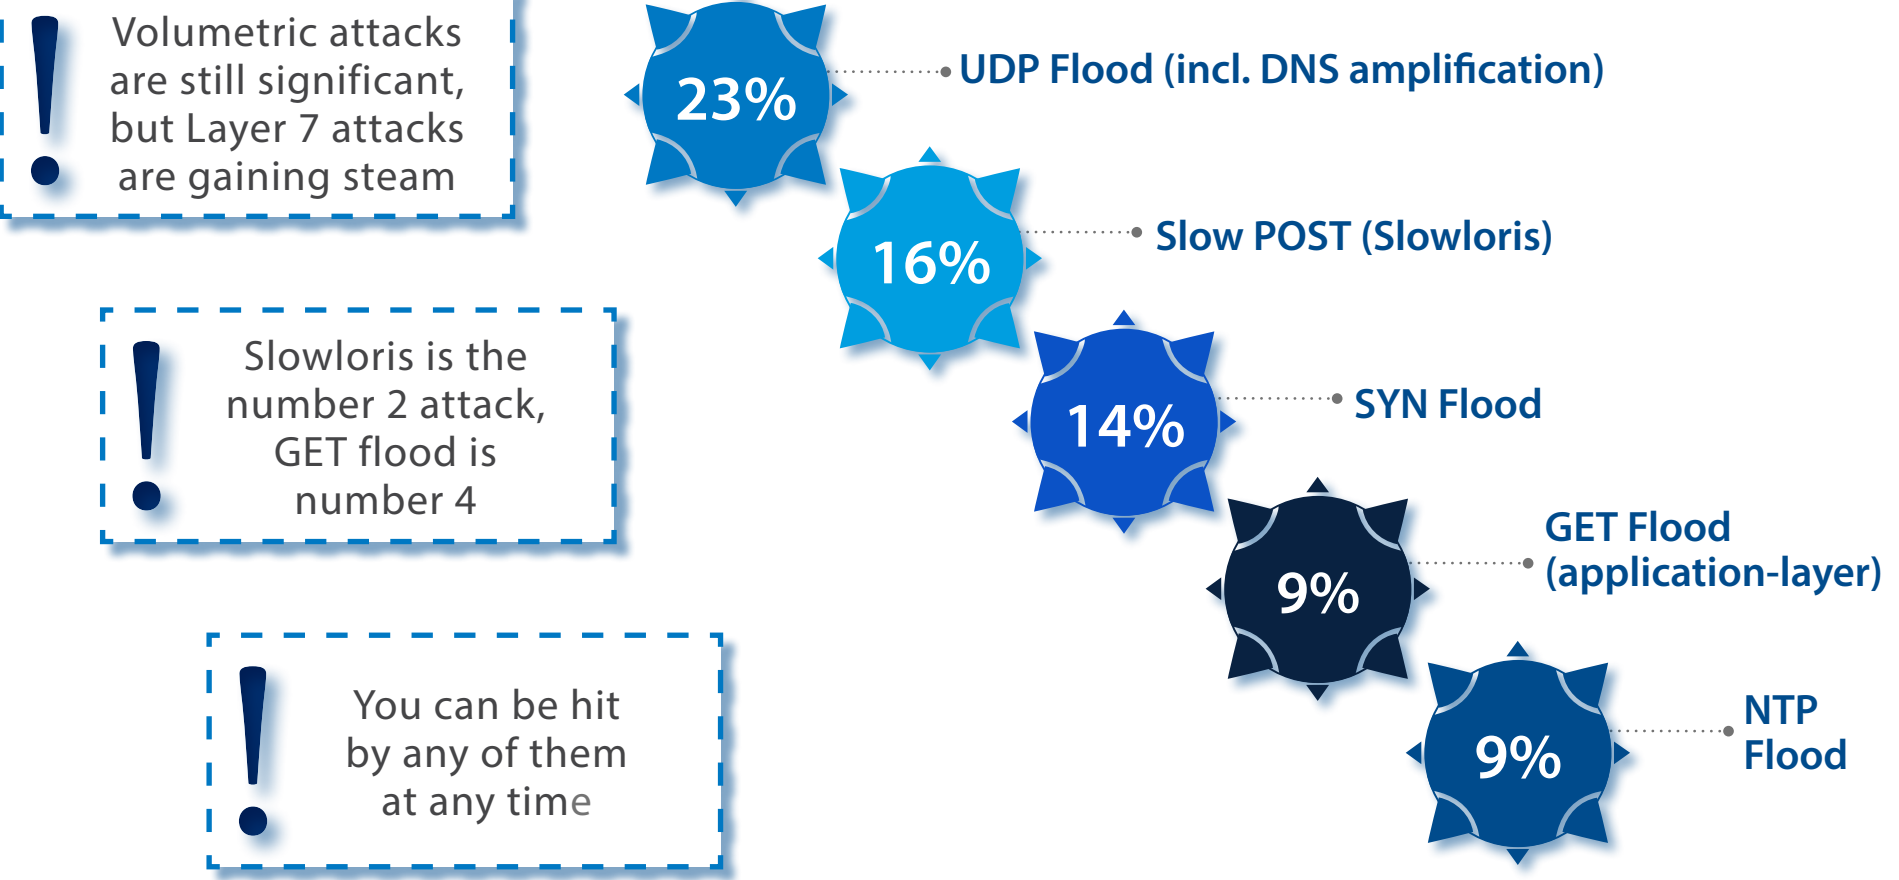 Volumetric attacks
are still significant,
but Layer 7 attacks
are gaining steam
Slowloris is the
number 2 attack,
GET flood is
number 4
You can be hit
by any of them
at any time
23%
UDP Flood (incl. DNS amplification)
16%
Slow POST (Slowloris)
14%
SYN Flood
9%
GET Flood
(application-layer)
9%
NTP
Flood